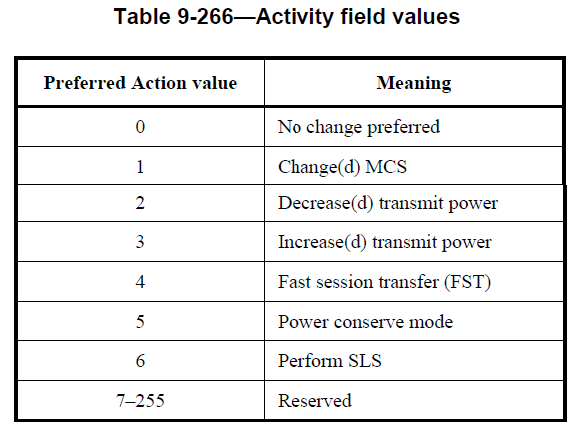 Table 9-266—Activity field values
Preferred Action value Meaning
0 No change preferred
1 Change(d) MCS
2 Decrease(d) transmit power
3 Increase(d) transmit power
4 Fast session transfer (FST)
5 Power conserve mode
6 Perform SLS
7–255 Reserved